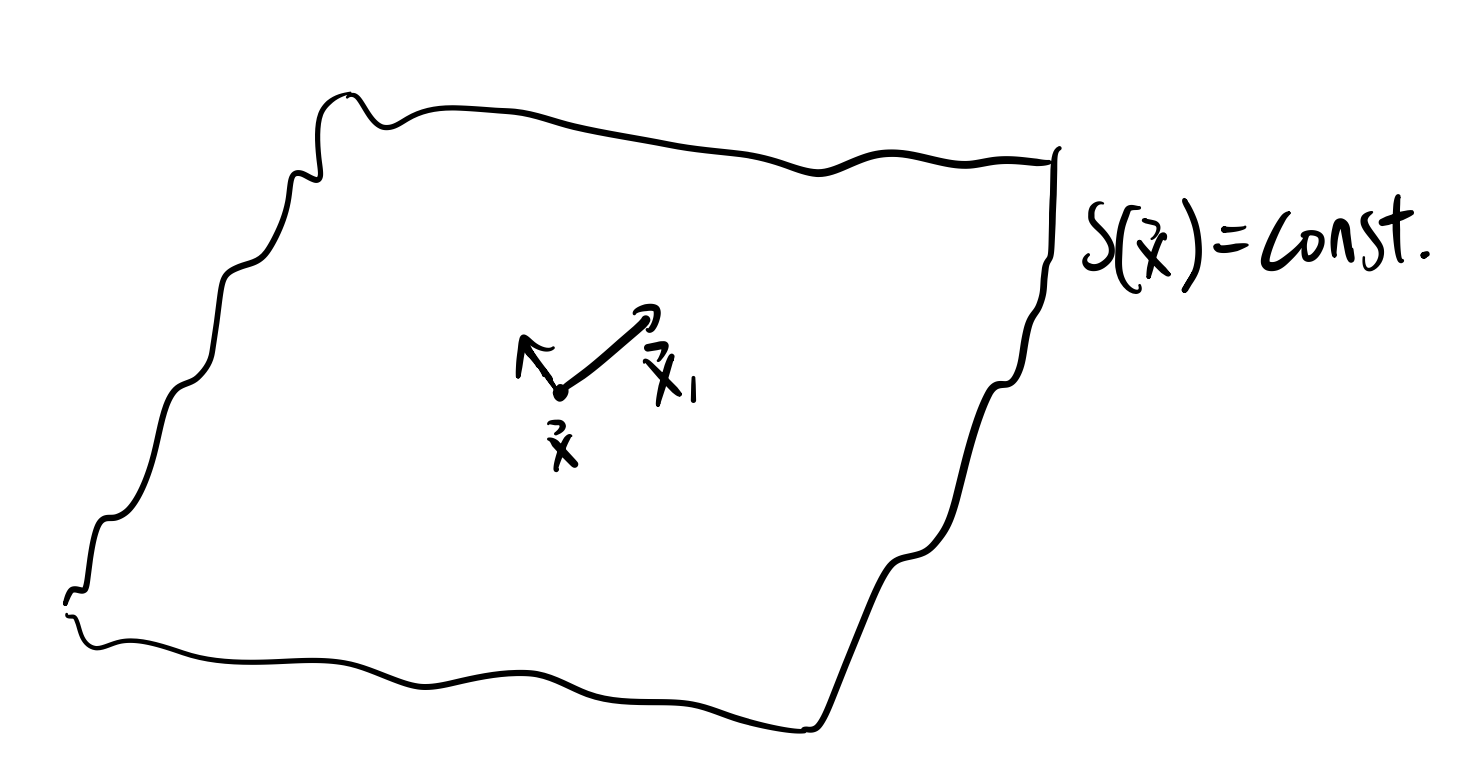 S(x⃗) = const.
x⃗₁
x⃗